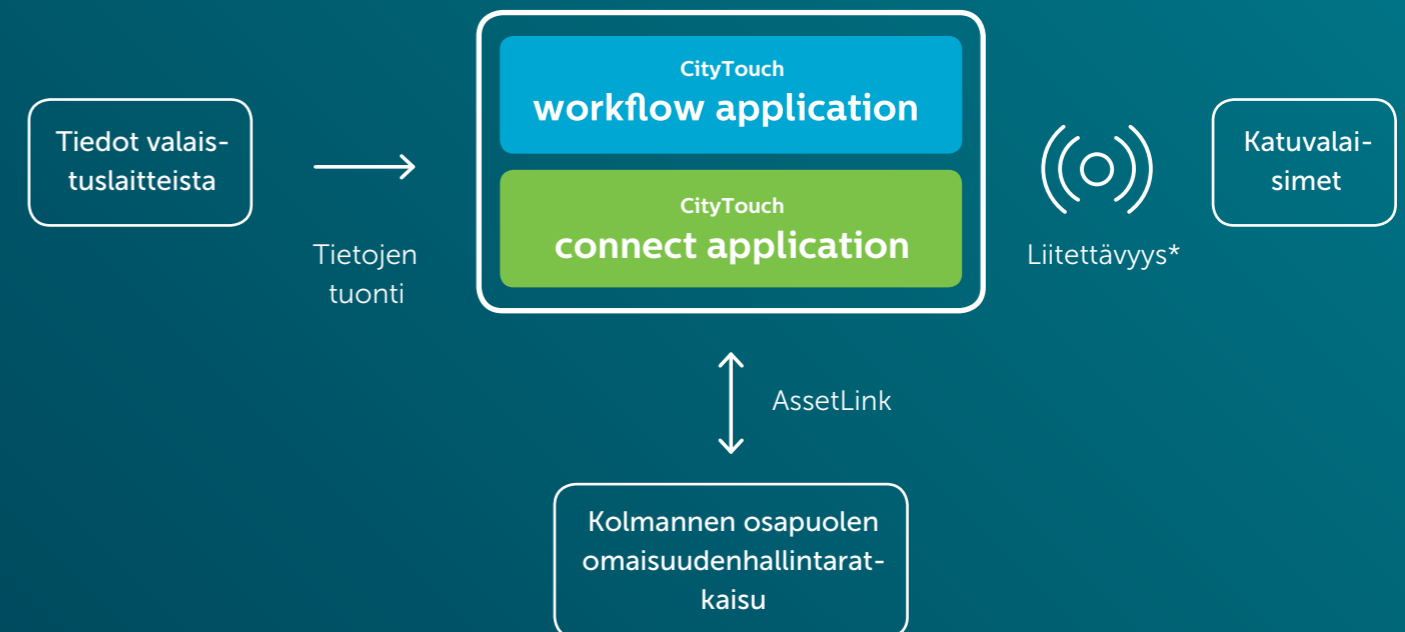 CityTouch
workflow application
Tiedot valais-
tuslaitteista
Tietojen
tuonti
CityTouch
connect application
Liitettävyys*
Katuvalai-
simet
AssetLink
Kolmannen osapuolen
omaisuudenhallintarat-
kaisu